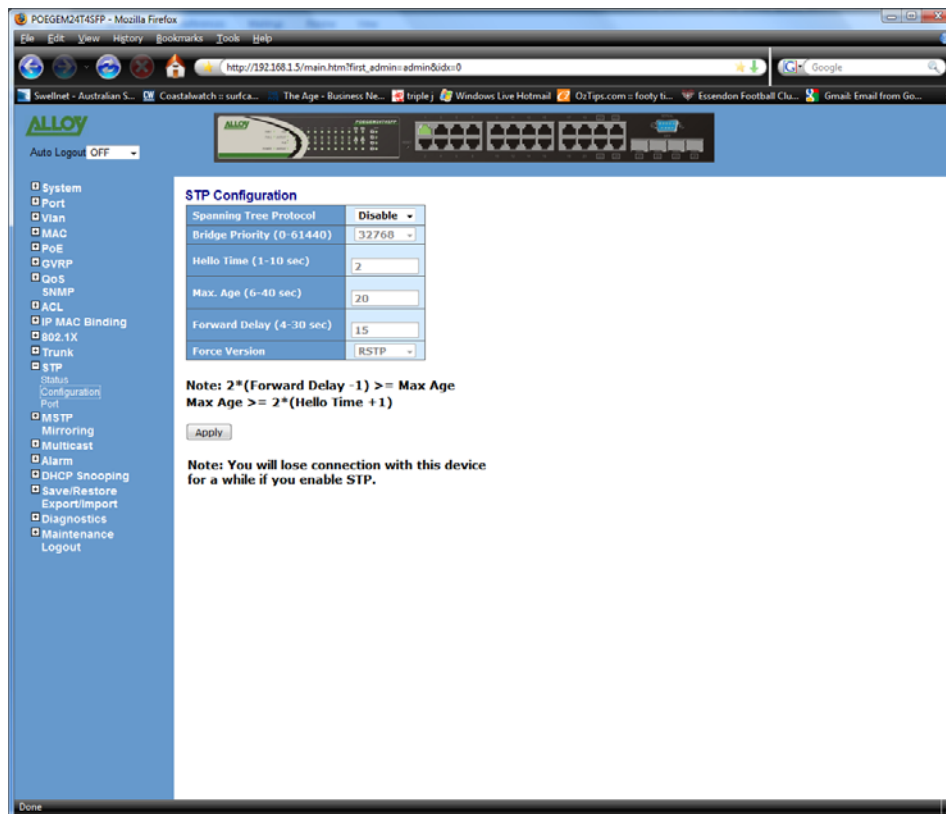 POEGEM24T4SFP - Mozilla Firefox
File Edit View History Bookmarks Tools Help
http://192.168.1.5/main.htm?first_admin=admin&idx=0
Google
Swellnet - Australian S... CW Coastalwatch :: surfca... The Age - Business Ne... triple j Windows Live Hotmail OzTips.com :: footy ti... Essendon Football Clu... Gmail: Email from Go...
ALLOY
ALLOY
Auto Logout OFF
System
Port
Vlan
MAC
PoE
GVRP
QoS
SNMP
ACL
IP MAC Binding
802.1X
Trunk
STP
Status
Configuration
Port
MSTP
Mirroring
Multicast
Alarm
DHCP Snooping
Save/Restore
Export/Import
Diagnostics
Maintenance
Logout
STP Configuration
Spanning Tree Protocol Disable
Bridge Priority (0-61440) 32768
Hello Time (1-10 sec) 2
Max. Age (6-40 sec) 20
Forward Delay (4-30 sec) 15
Force Version RSTP
Note: 2*(Forward Delay -1) >= Max Age
Max Age >= 2*(Hello Time +1)
Apply
Note: You will lose connection with this device
for a while if you enable STP.
Done